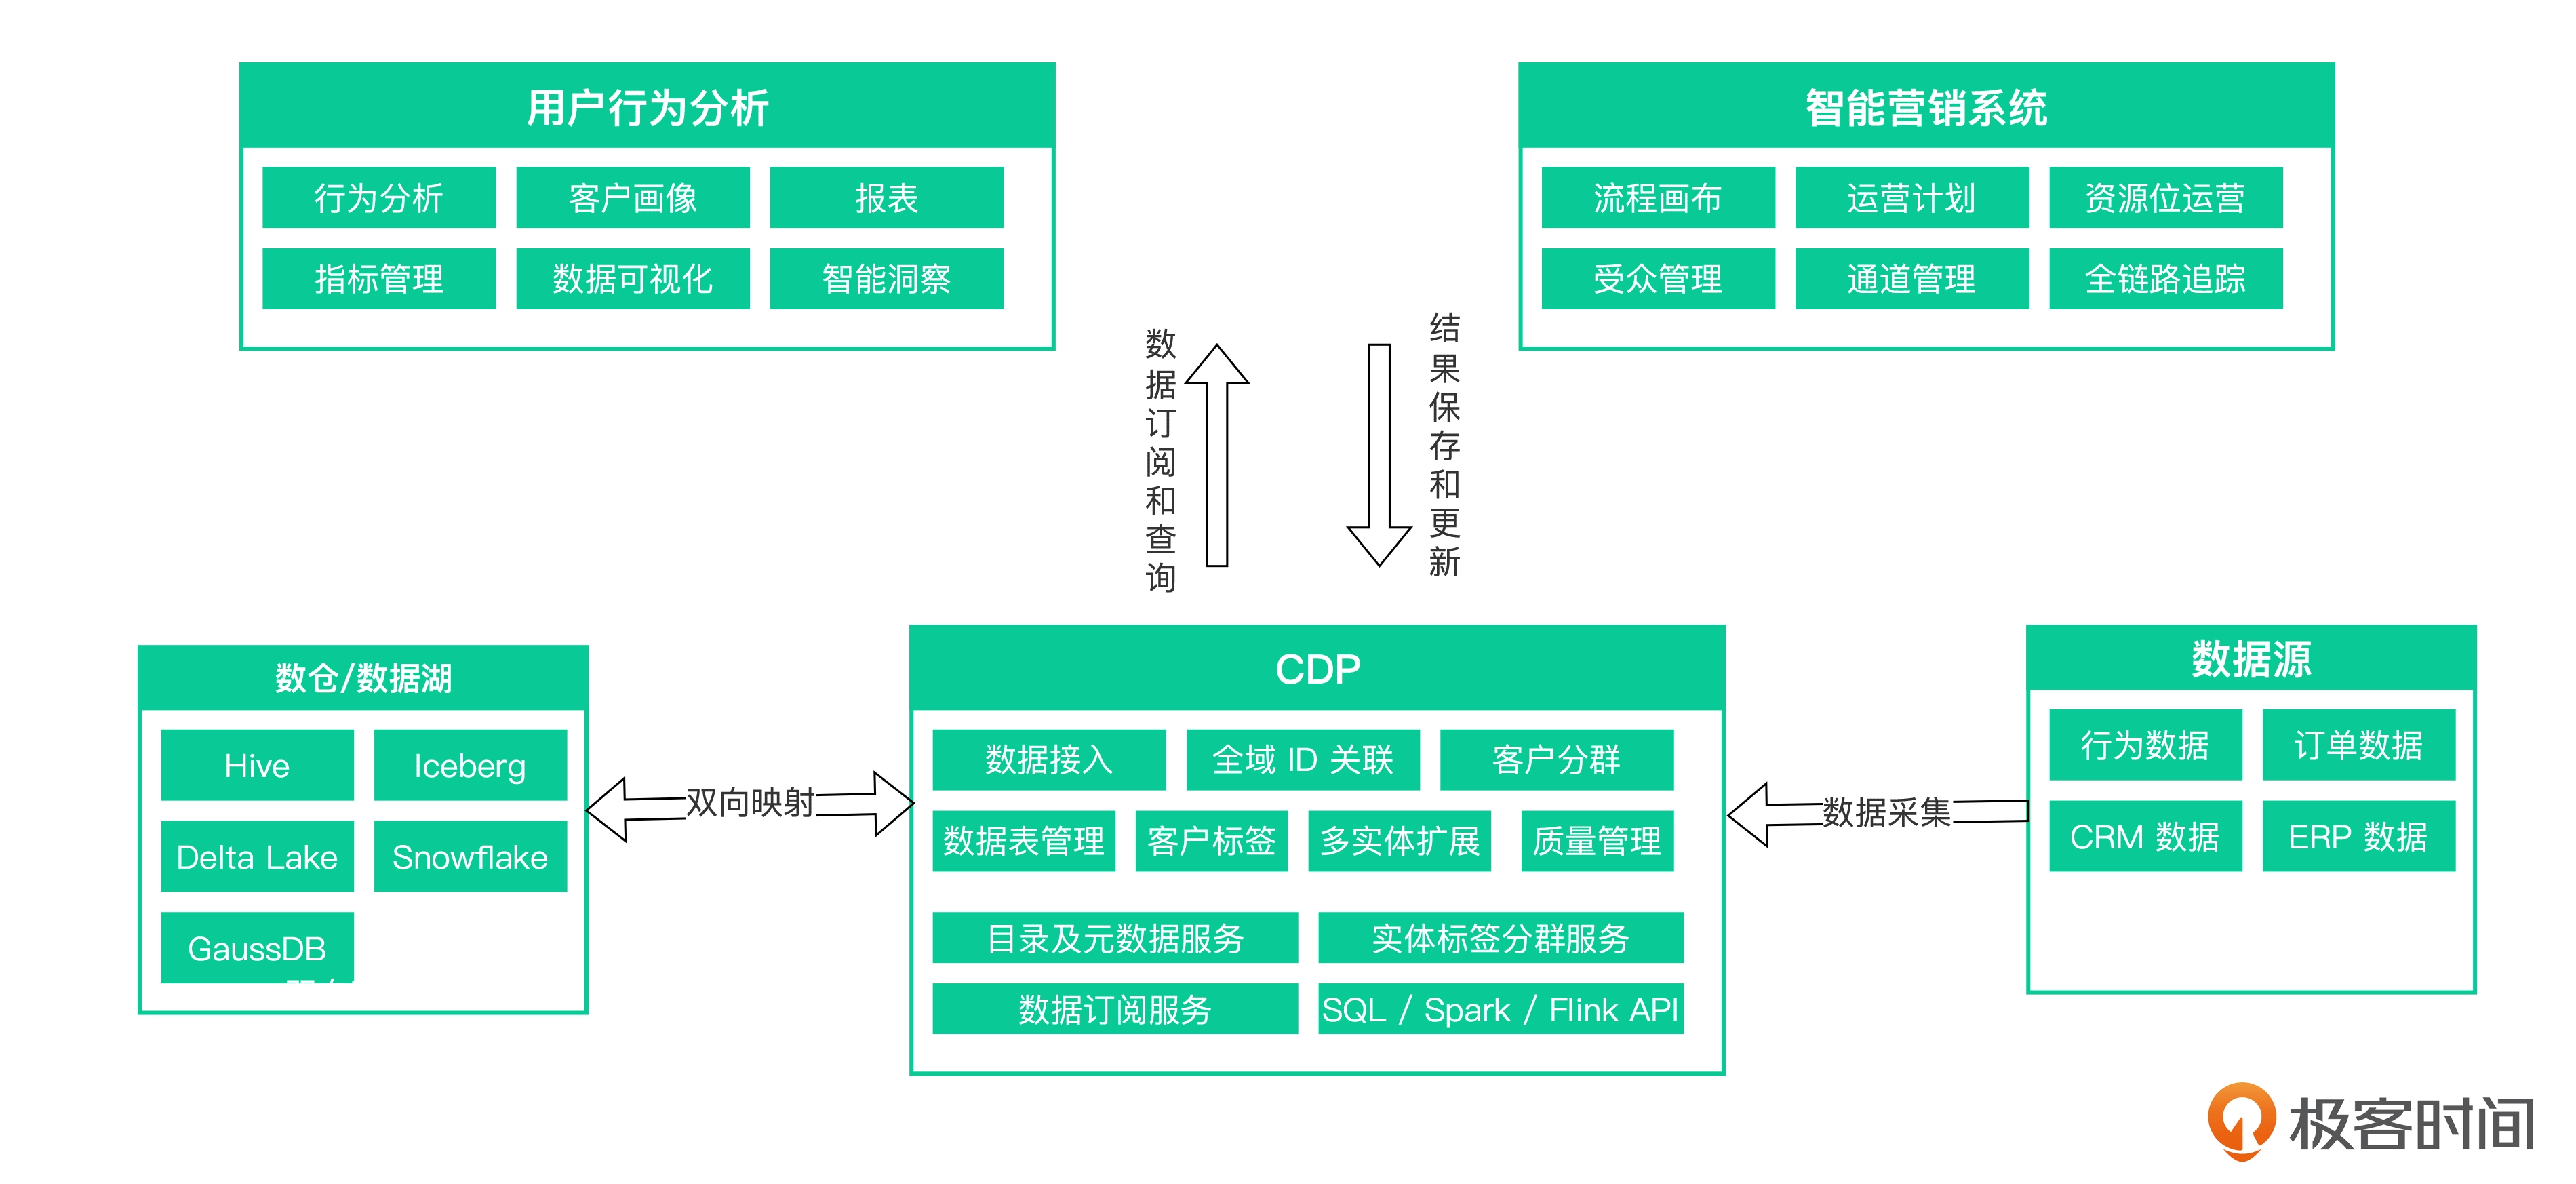 用户行为分析
行为分析
客户画像
报表
指标管理
数据可视化
智能洞察
智能营销系统
流程画布
运营计划
资源位运营
受众管理
通道管理
全链路追踪
数据订阅和查询
结果保存和更新
数仓/数据湖
Hive
Iceberg
Delta Lake
Snowflake
GaussDB
双向映射
CDP
数据接入
全域 ID 关联
客户分群
数据表管理
客户标签
多实体扩展
质量管理
目录及元数据服务
实体标签分群服务
数据订阅服务
SQL / Spark / Flink API
数据采集
数据源
行为数据
订单数据
CRM 数据
ERP 数据
极客时间